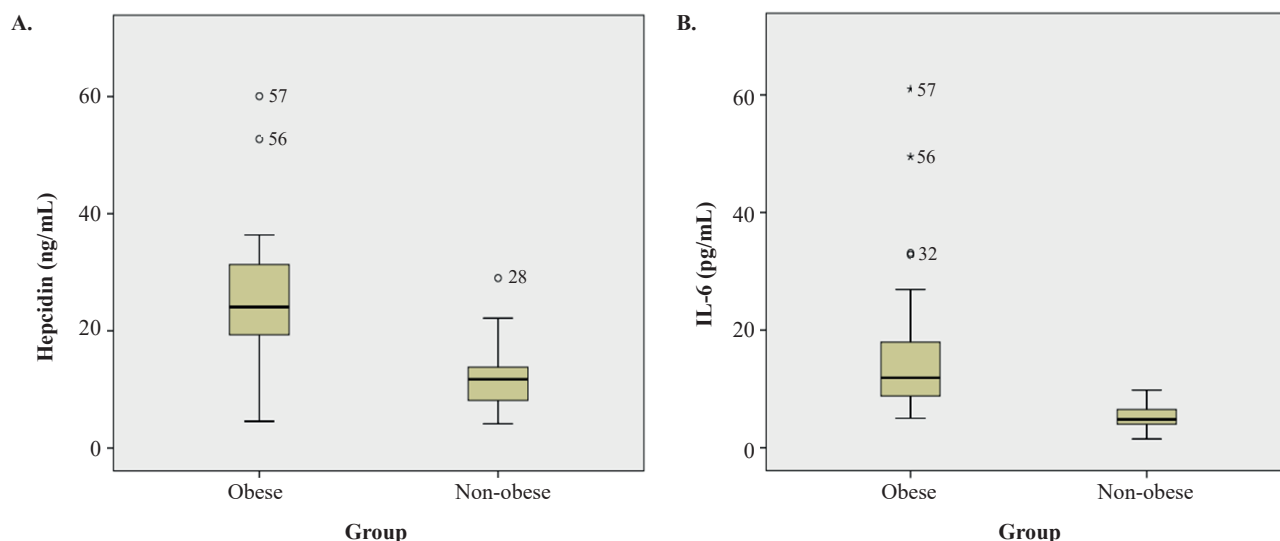 A.
Hepcidin (ng/mL)
60
40
20
0
57
56
28
Obese
Non-obese
Group
B.
IL-6 (pg/mL)
60
40
20
0
57
56
32
Obese
Non-obese
Group